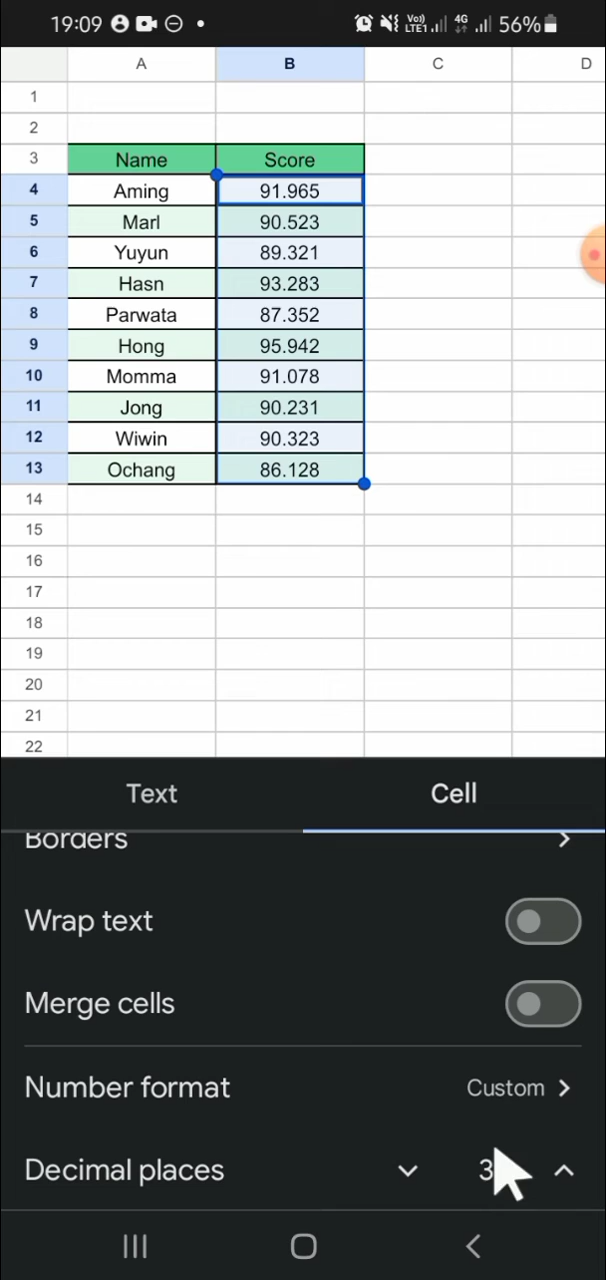 19:09 Vo) LTE1 4G 56%
A B C D
1
2
3 Name Score
4 Aming 91.965
5 Marl 90.523
6 Yuyun 89.321
7 Hasn 93.283
8 Parwata 87.352
9 Hong 95.942
10 Momma 91.078
11 Jong 90.231
12 Wiwin 90.323
13 Ochang 86.128
14
15
16
17
18
19
20
21
22
Text Cell
Borders
Wrap text
Merge cells
Number format Custom
Decimal places 3